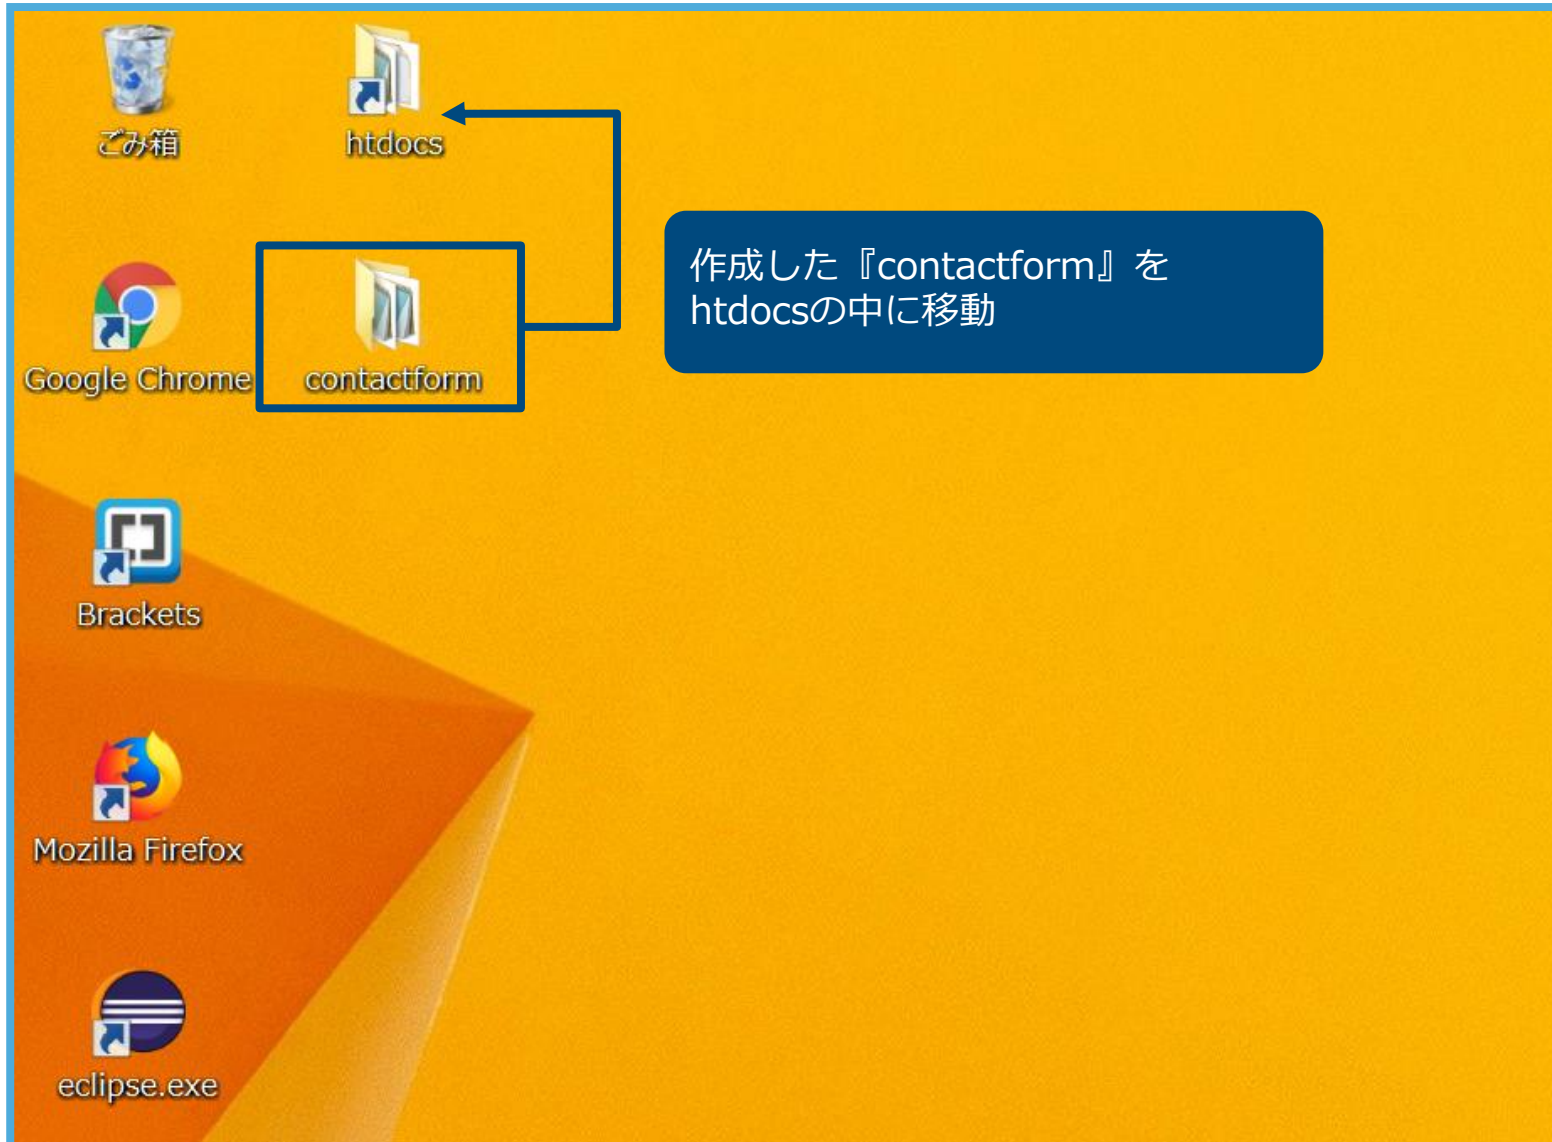 ごみ箱
htdocs
作成した『contactform』を
htdocsの中に移動
Google Chrome
contactform
Brackets
Mozilla Firefox
eclipse.exe